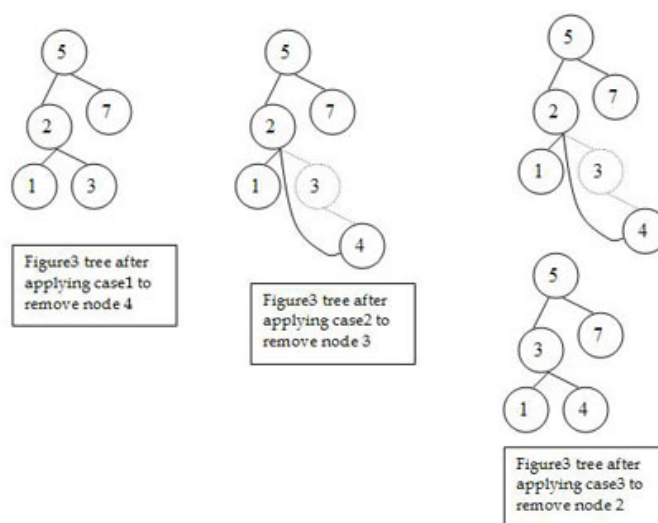 5
7
2
1
3
Figure3 tree after
applying case1 to
remove node 4
5
2
1
3
4
Figure3 tree after
applying case2 to
remove node 3
5
7
2
1
3
4
5
7
3
1
4
Figure3 tree after
applying case3 to
remove node 2